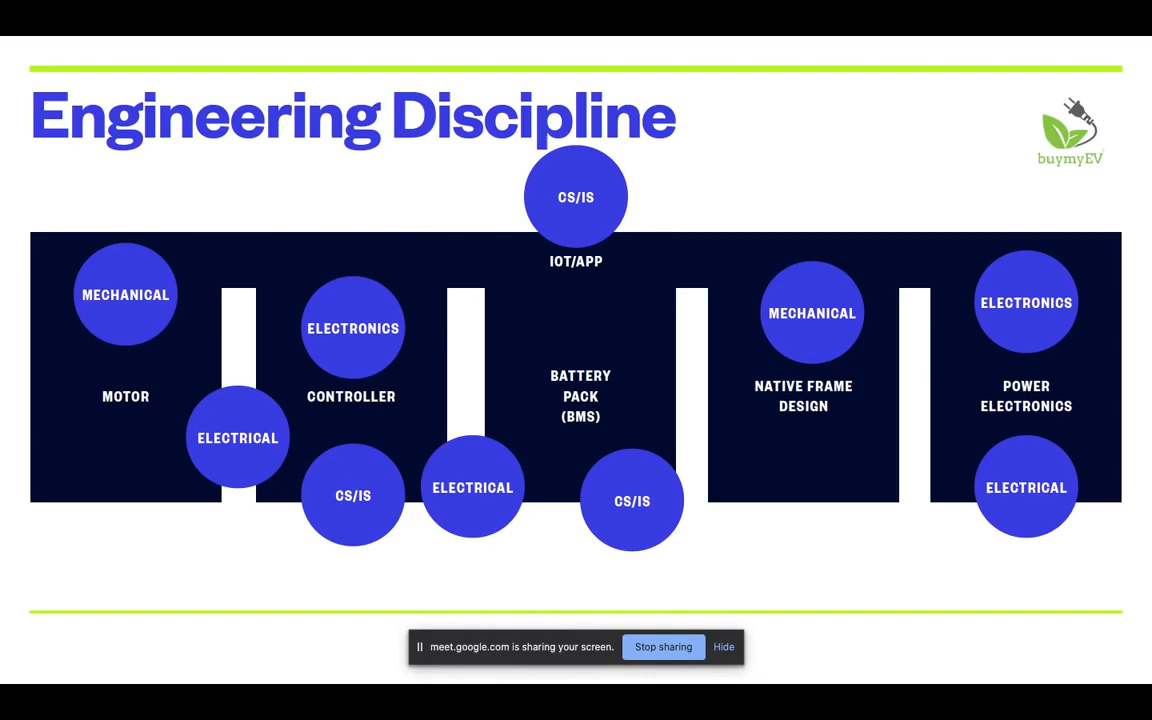 Engineering Discipline
buymyEV
CS/IS
IOT/APP
MECHANICAL
ELECTRONICS
MECHANICAL
ELECTRONICS
MOTOR
CONTROLLER
BATTERY
PACK
(BMS)
NATIVE FRAME
DESIGN
POWER
ELECTRONICS
ELECTRICAL
CS/IS
ELECTRICAL
CS/IS
ELECTRICAL
meet.google.com is sharing your screen.
Stop sharing
Hide